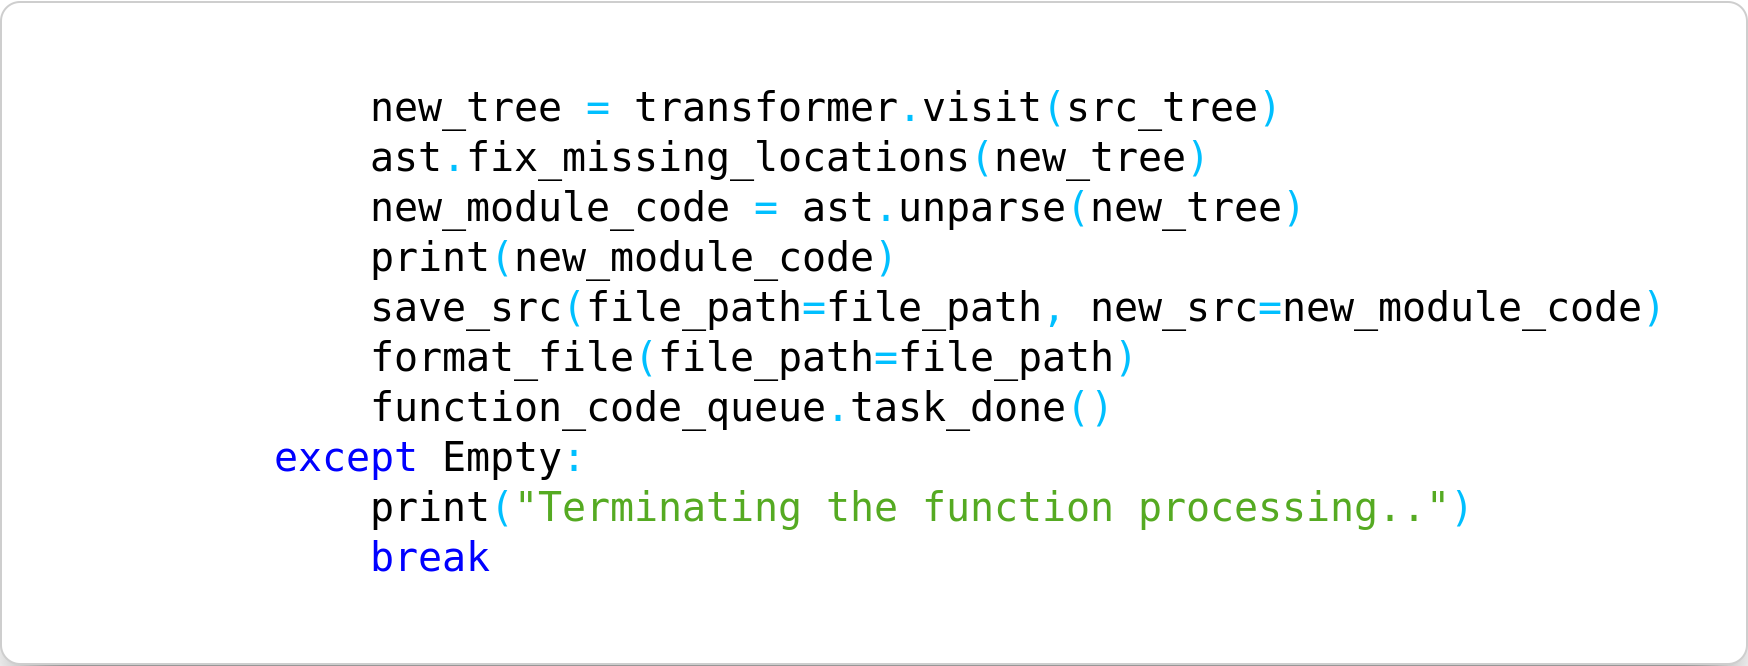 new_tree = transformer.visit(src_tree)
ast.fix_missing_locations(new_tree)
new_module_code = ast.unparse(new_tree)
print(new_module_code)
save_src(file_path=file_path, new_src=new_module_code)
format_file(file_path=file_path)
function_code_queue.task_done()
except Empty:
print("Terminating the function processing..")
break